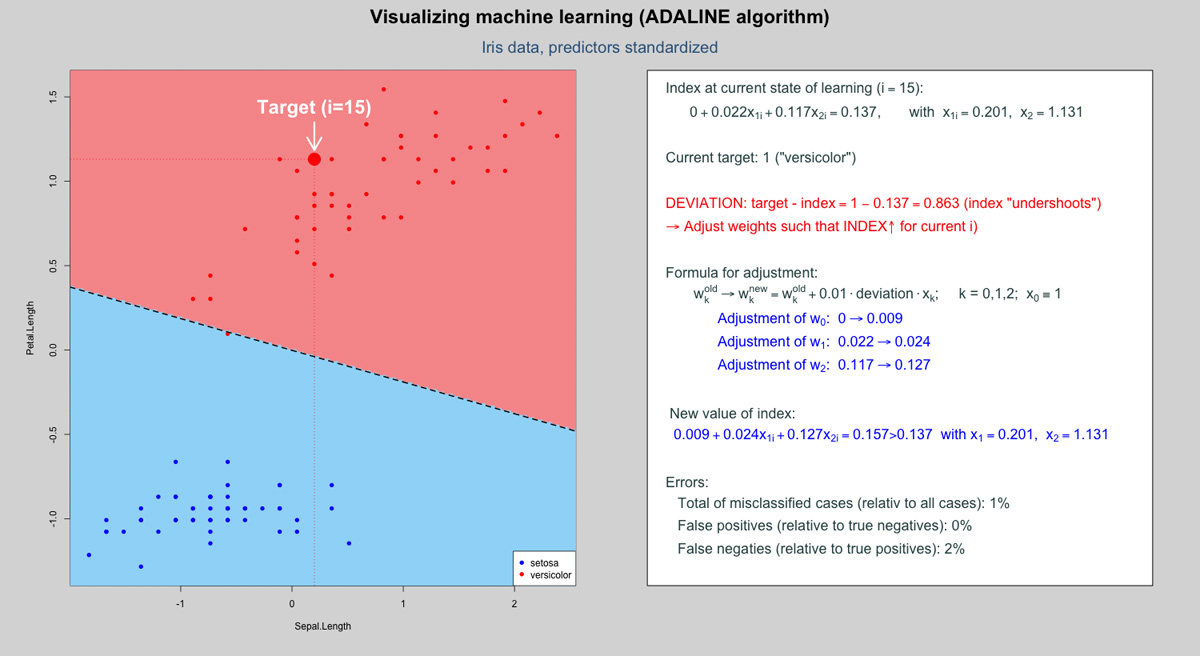 Visualizing machine learning (ADALINE algorithm)
Iris data, predictors standardized
Target (i=15)
1.5
1.0
0.5
0.0
-0.5
-1.0
Petal.Length
-1
0
1
2
Sepal.Length
setosa
versicolor
Index at current state of learning (i = 15):
0 + 0.022x₁ᵢ + 0.117x₂ᵢ = 0.137, with x₁ᵢ = 0.201, x₂ = 1.131
Current target: 1 ("versicolor")
DEVIATION: target - index = 1 − 0.137 = 0.863 (index "undershoots")
→ Adjust weights such that INDEX↑ for current i)
Formula for adjustment:
wₖ^old → wₖ^new = wₖ^old + 0.01 · deviation · xₖ; k = 0,1,2; x₀ ≡ 1
Adjustment of w₀: 0 → 0.009
Adjustment of w₁: 0.022 → 0.024
Adjustment of w₂: 0.117 → 0.127
New value of index:
0.009 + 0.024x₁ᵢ + 0.127x₂ᵢ = 0.157>0.137 with x₁ = 0.201, x₂ = 1.131
Errors:
Total of misclassified cases (relativ to all cases): 1%
False positives (relative to true negatives): 0%
False negaties (relative to true positives): 2%